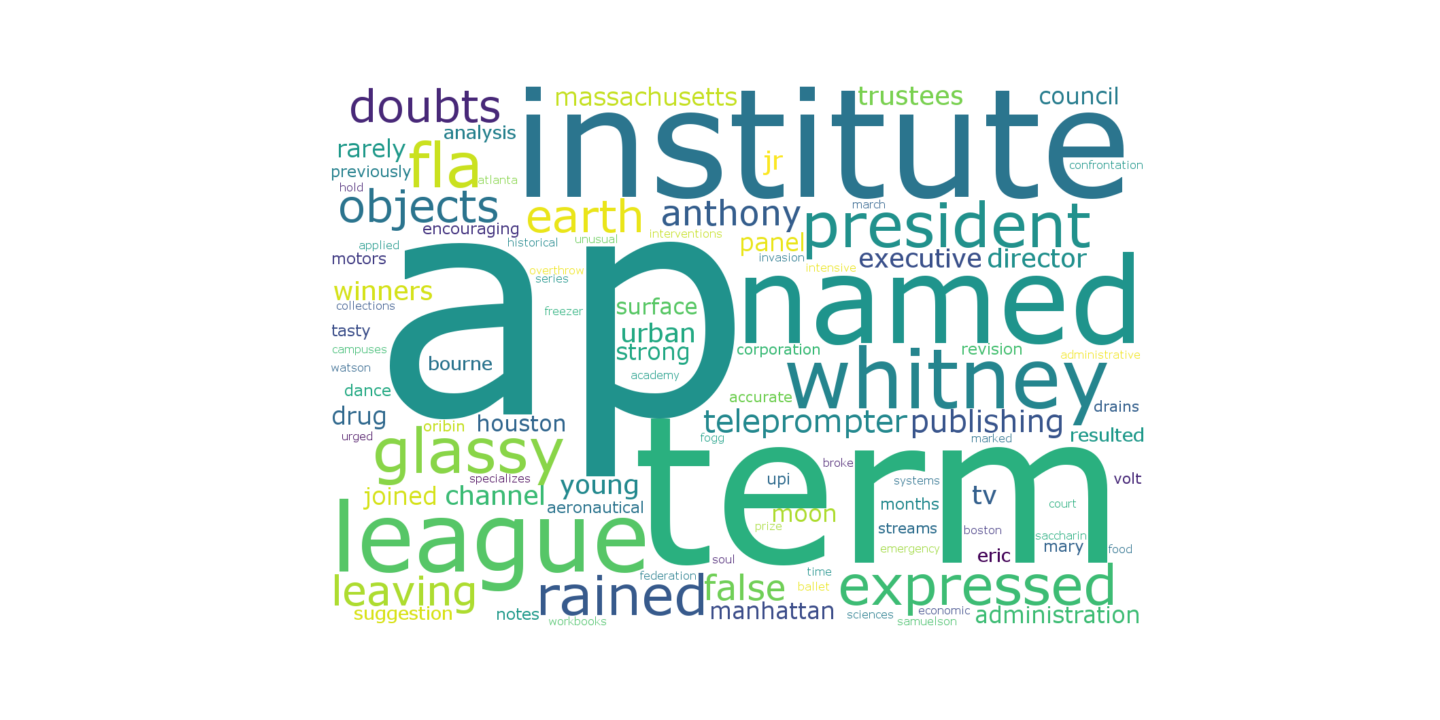 doubts
massachusetts
trustees
council
institute
analysis
rarely
fla
jr
confrontation
previously
atlanta
hold
objects
earth
anthony
march
president
encouraging
historical
unusual
interventions
panel
applied
motors
invasion
executive
director
intensive
overthrow
series
winners
ap
named
collections
freezer
surface
tasty
urban
campuses
strong
corporation
revision
administrative
bourne
watson
academy
whitney
dance
accurate
drug
houston
teleprompter
publishing
drains
oribin
urged
fogg
marked
resulted
glassy
term
broke
specializes
young
upi
systems
volt
joined
channel
tv
months
court
aeronautical
moon
prize
streams
boston
saccharin
league
emergency
eric
mary
food
soul
federation
time
leaving
rained
false
ballet
expressed
suggestion
notes
manhattan
sciences
economic
administration
workbooks
samuelson